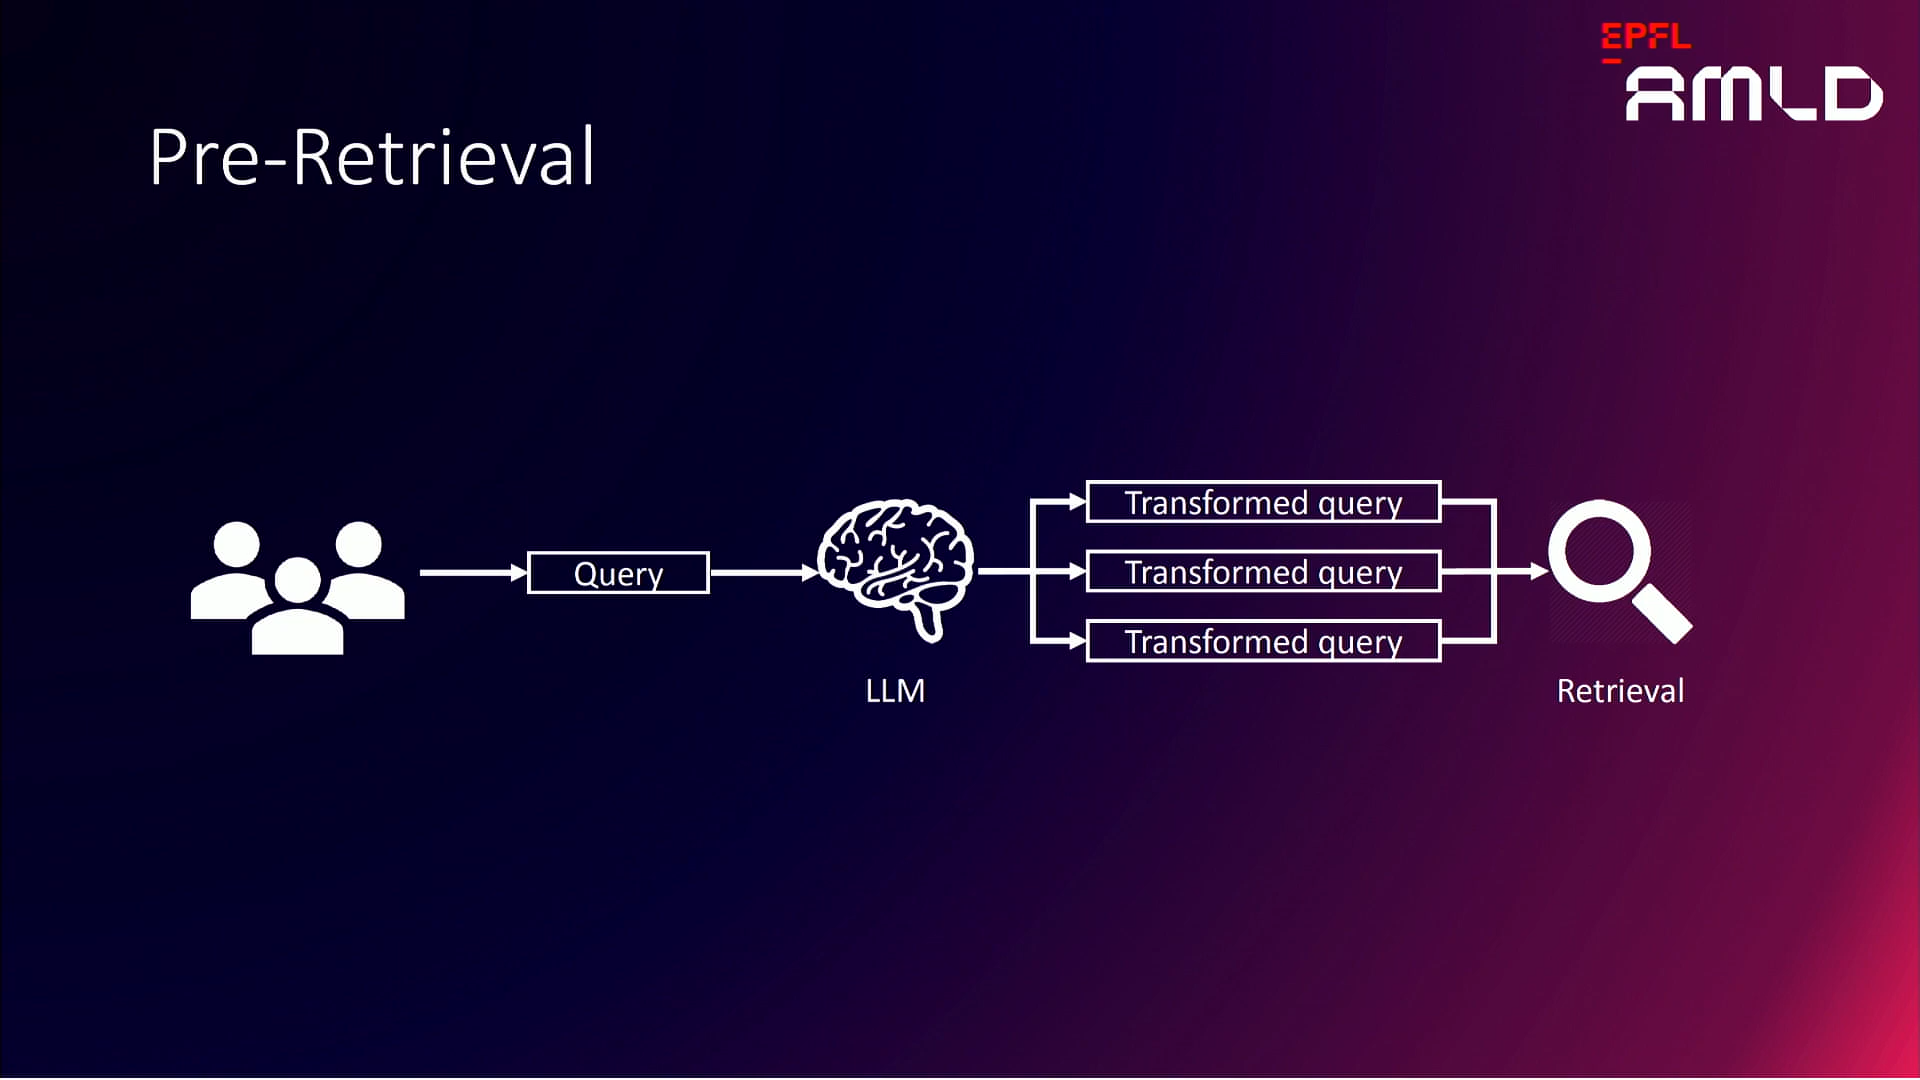 EPFL
AMLD
Pre-Retrieval
Query
LLM
Transformed query
Transformed query
Transformed query
Retrieval